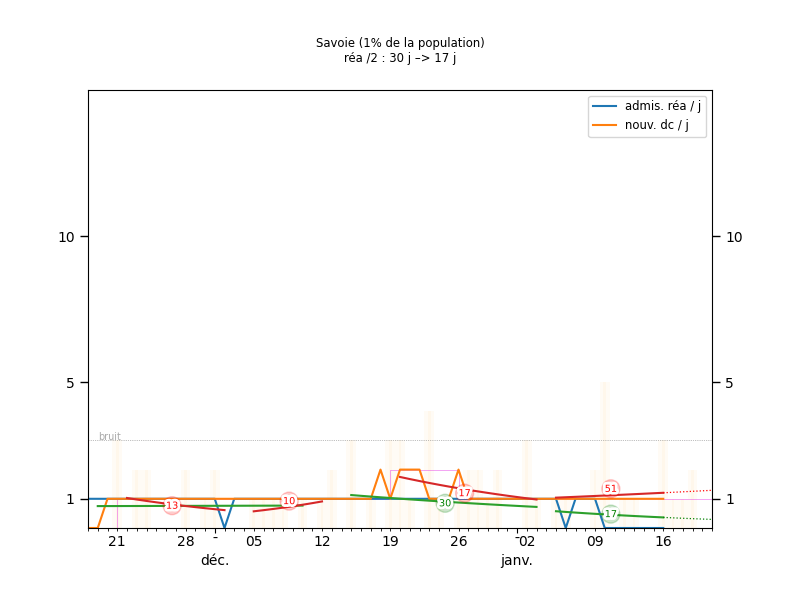 Savoie (1% de la population)
réa /2 : 30 j –> 17 j
admis. réa / j
nouv. dc / j
10 10
5 5
bruit
1 1
13 10 30 17 51 17
21 28 05 12 19 26 02 09 16
déc. janv.